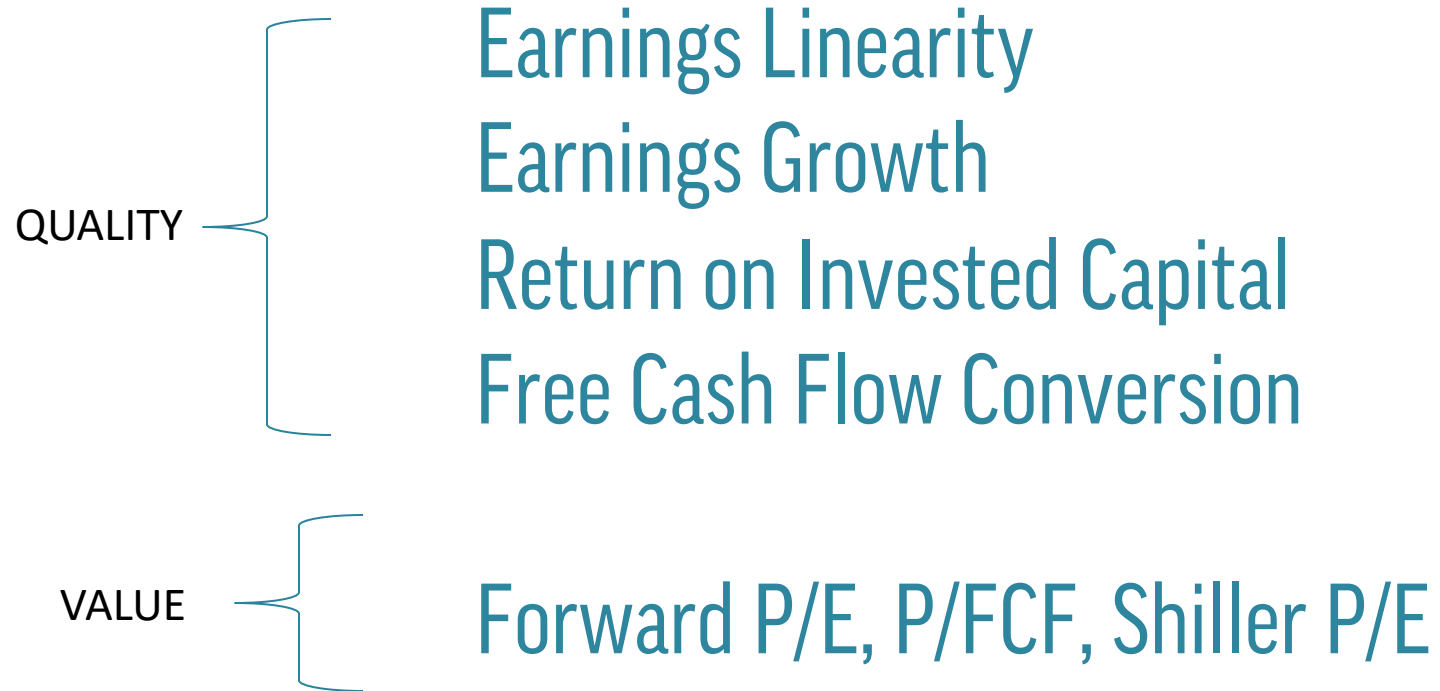 Earnings Linearity
Earnings Growth
QUALITY
Return on Invested Capital
Free Cash Flow Conversion
VALUE
Forward P/E, P/FCF, Shiller P/E